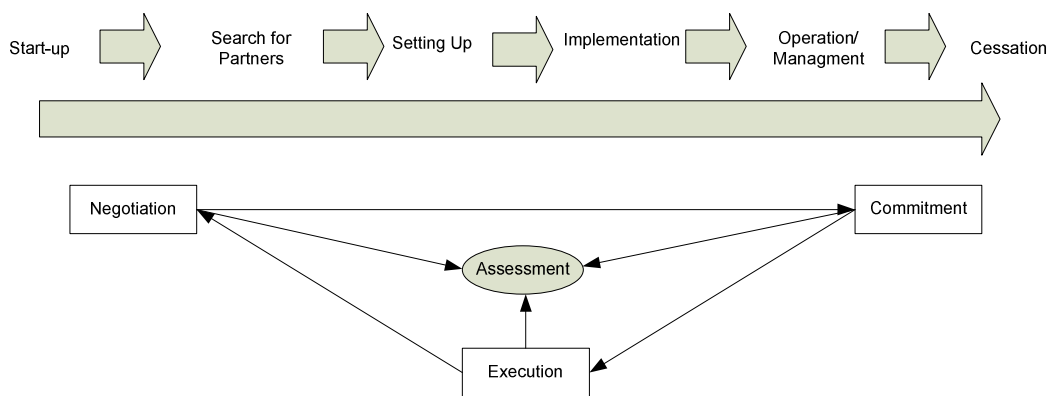 Start-up
Search for
Partners
Setting Up
Implementation
Operation/
Managment
Cessation
Negotiation
Commitment
Assessment
Execution